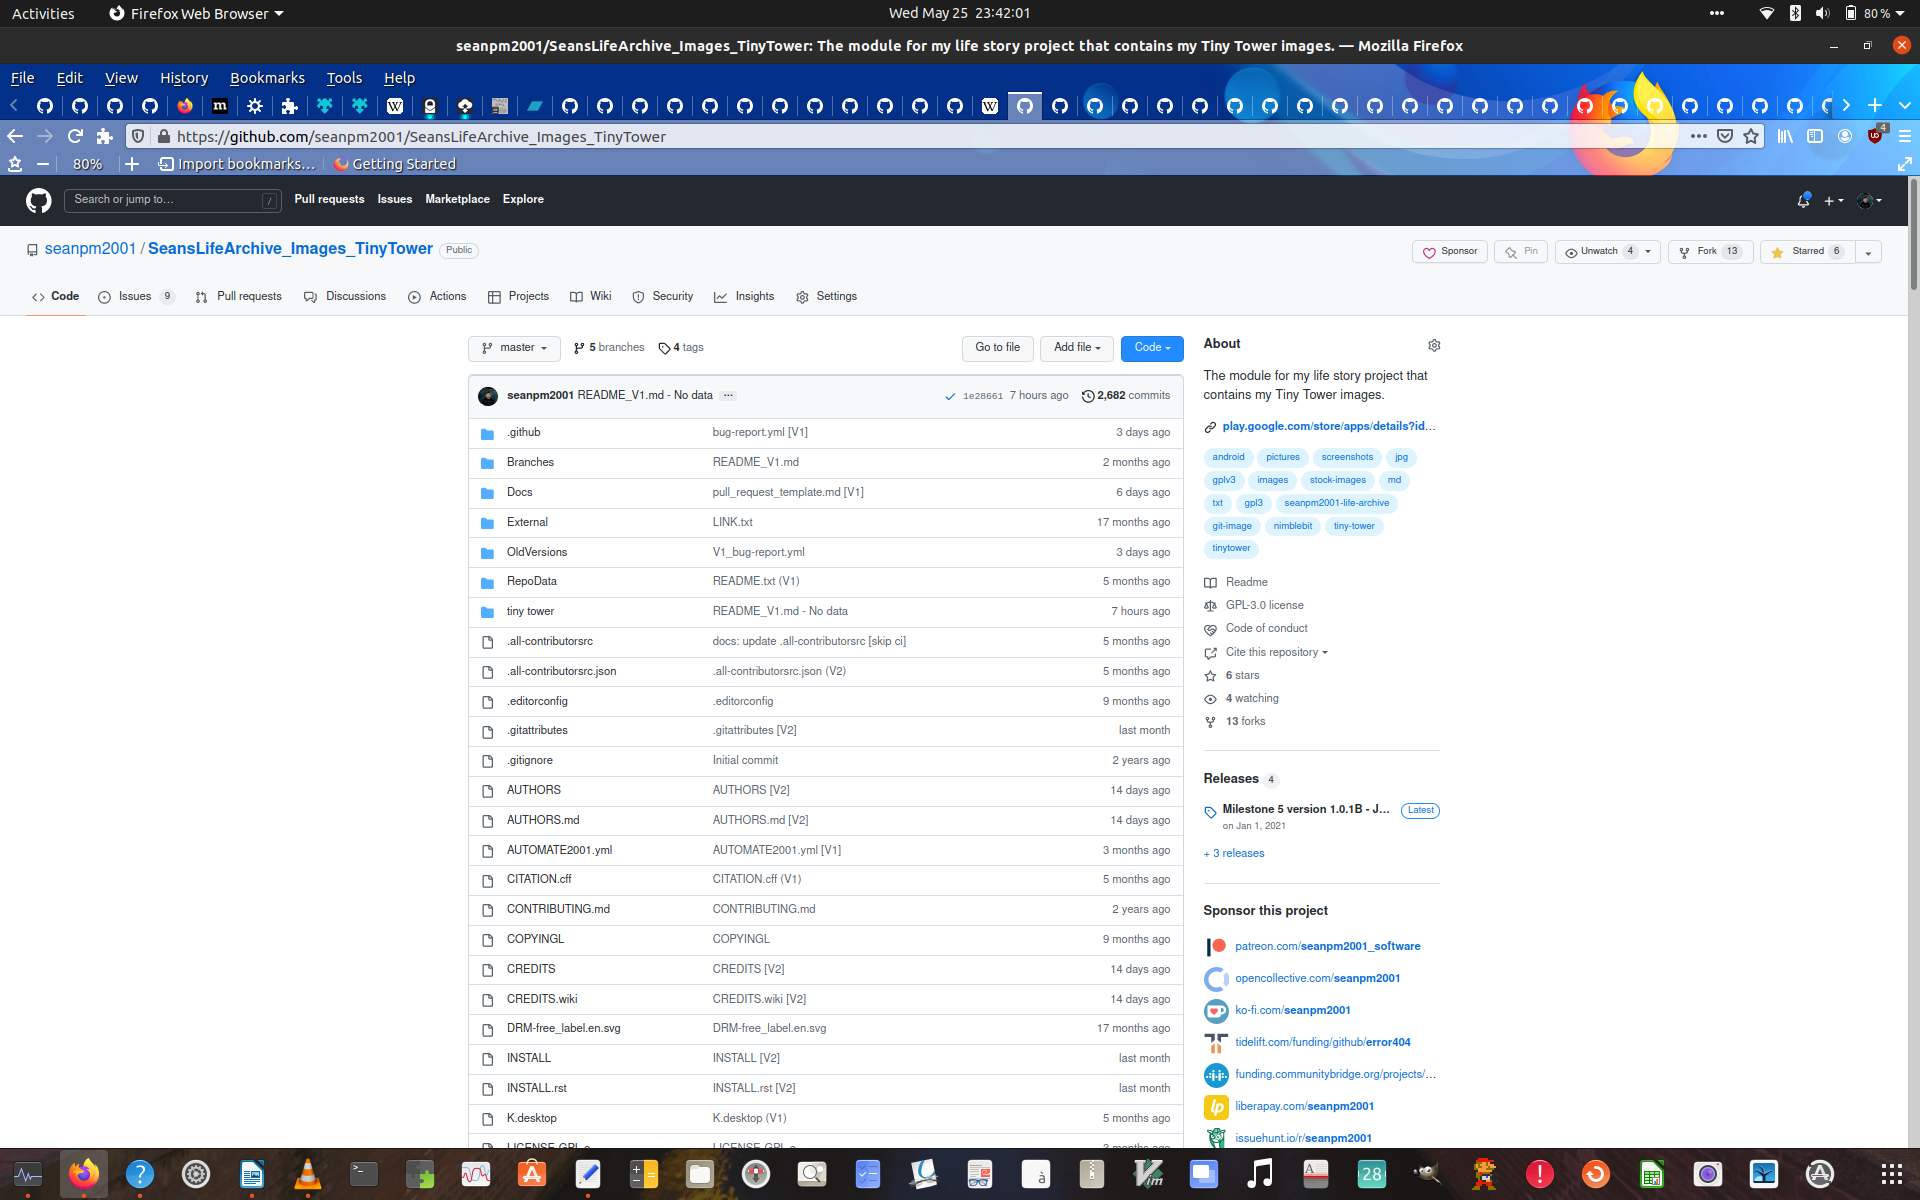 Activities Firefox Web Browser Wed May 25 23:42:01 80 %
seanpm2001/SeansLifeArchive_Images_TinyTower: The module for my life story project that contains my Tiny Tower images. — Mozilla Firefox
File Edit View History Bookmarks Tools Help
https://github.com/seanpm2001/SeansLifeArchive_Images_TinyTower 4
80% Import bookmarks... Getting Started
Search or jump to... / Pull requests Issues Marketplace Explore
seanpm2001 / SeansLifeArchive_Images_TinyTower Public Sponsor Pin Unwatch 4 Fork 13 Starred 6
Code Issues 9 Pull requests Discussions Actions Projects Wiki Security Insights Settings
master 5 branches 4 tags Go to file Add file Code
seanpm2001 README_V1.md - No data ... 1e28661 7 hours ago 2,682 commits
.github bug-report.yml [V1] 3 days ago
Branches README_V1.md 2 months ago
Docs pull_request_template.md [V1] 6 days ago
External LINK.txt 17 months ago
OldVersions V1_bug-report.yml 3 days ago
RepoData README.txt (V1) 5 months ago
tiny tower README_V1.md - No data 7 hours ago
.all-contributorsrc docs: update .all-contributorsrc [skip ci] 5 months ago
.all-contributorsrc.json .all-contributorsrc.json (V2) 5 months ago
.editorconfig .editorconfig 9 months ago
.gitattributes .gitattributes [V2] last month
.gitignore Initial commit 2 years ago
AUTHORS AUTHORS [V2] 14 days ago
AUTHORS.md AUTHORS.md [V2] 14 days ago
AUTOMATE2001.yml AUTOMATE2001.yml [V1] 3 months ago
CITATION.cff CITATION.cff (V1) 5 months ago
CONTRIBUTING.md CONTRIBUTING.md 2 years ago
COPYINGL COPYINGL 9 months ago
CREDITS CREDITS [V2] 14 days ago
CREDITS.wiki CREDITS.wiki [V2] 14 days ago
DRM-free_label.en.svg DRM-free_label.en.svg 17 months ago
INSTALL INSTALL [V2] last month
INSTALL.rst INSTALL.rst [V2] last month
K.desktop K.desktop (V1) 5 months ago
About
The module for my life story project that
contains my Tiny Tower images.
play.google.com/store/apps/details?id...
android pictures screenshots jpg
gplv3 images stock-images md
txt gpl3 seanpm2001-life-archive
git-image nimblebit tiny-tower
tinytower
Readme
GPL-3.0 license
Code of conduct
Cite this repository
6 stars
4 watching
13 forks
Releases 4
Milestone 5 version 1.0.1B - J... Latest
on Jan 1, 2021
+ 3 releases
Sponsor this project
patreon.com/seanpm2001_software
opencollective.com/seanpm2001
ko-fi.com/seanpm2001
tidelift.com/funding/github/error404
funding.communitybridge.org/projects/...
liberapay.com/seanpm2001
issuehunt.io/r/seanpm2001
28